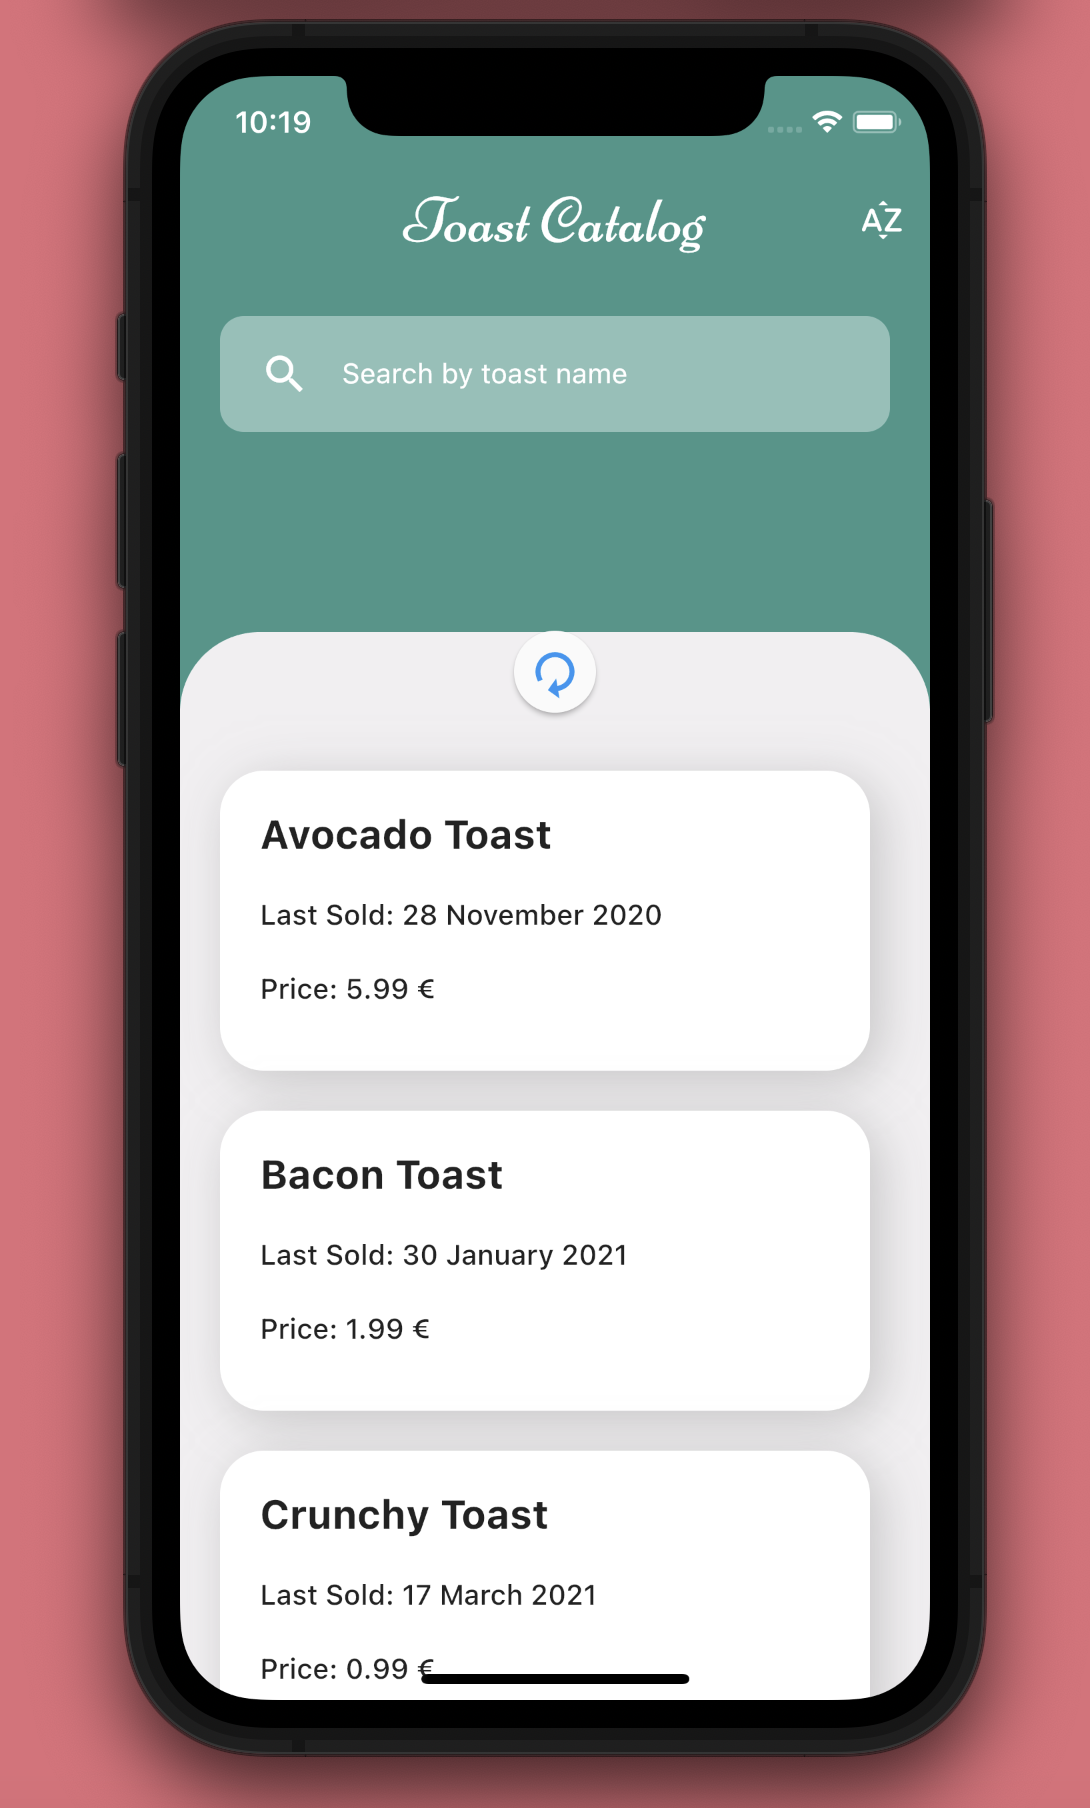 10:19
Toast Catalog
AZ
Search by toast name
Avocado Toast
Last Sold: 28 November 2020
Price: 5.99 €
Bacon Toast
Last Sold: 30 January 2021
Price: 1.99 €
Crunchy Toast
Last Sold: 17 March 2021
Price: 0.99 €